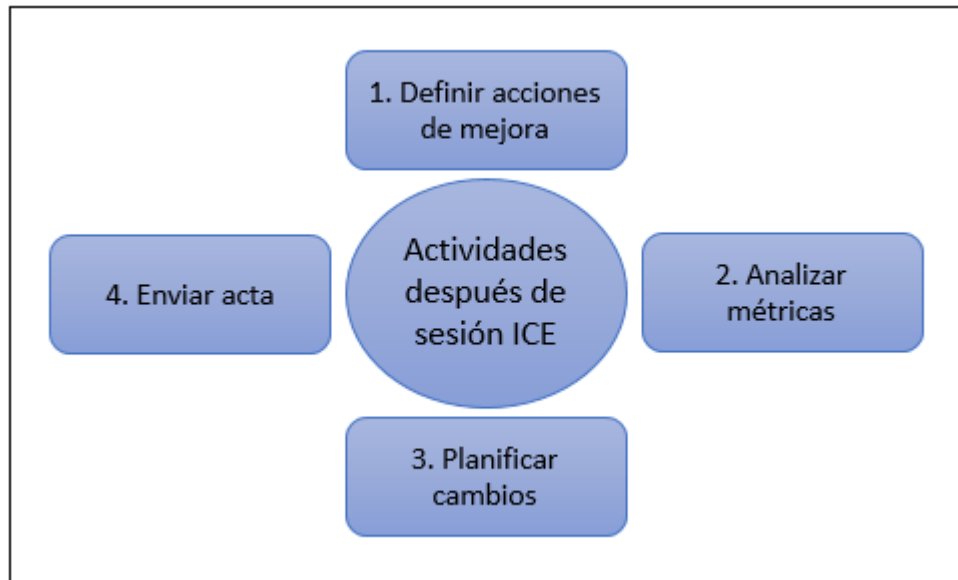 1. Definir acciones
de mejora
Actividades
después de
sesión ICE
2. Analizar
métricas
3. Planificar
cambios
4. Enviar acta